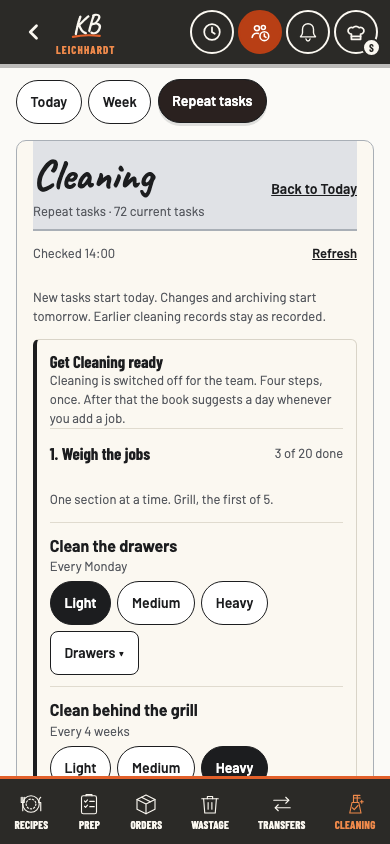 KB
LEICHHARDT
S
Today
Week
Repeat tasks
Cleaning
Back to Today
Repeat tasks · 72 current tasks
Checked 14:00
Refresh
New tasks start today. Changes and archiving start
tomorrow. Earlier cleaning records stay as recorded.
Get Cleaning ready
Cleaning is switched off for the team. Four steps,
once. After that the book suggests a day whenever
you add a job.
1. Weigh the jobs
3 of 20 done
One section at a time. Grill, the first of 5.
Clean the drawers
Every Monday
Light
Medium
Heavy
Drawers ▾
Clean behind the grill
Every 4 weeks
Light
Medium
Heavy
RECIPES
PREP
ORDERS
WASTAGE
TRANSFERS
CLEANING